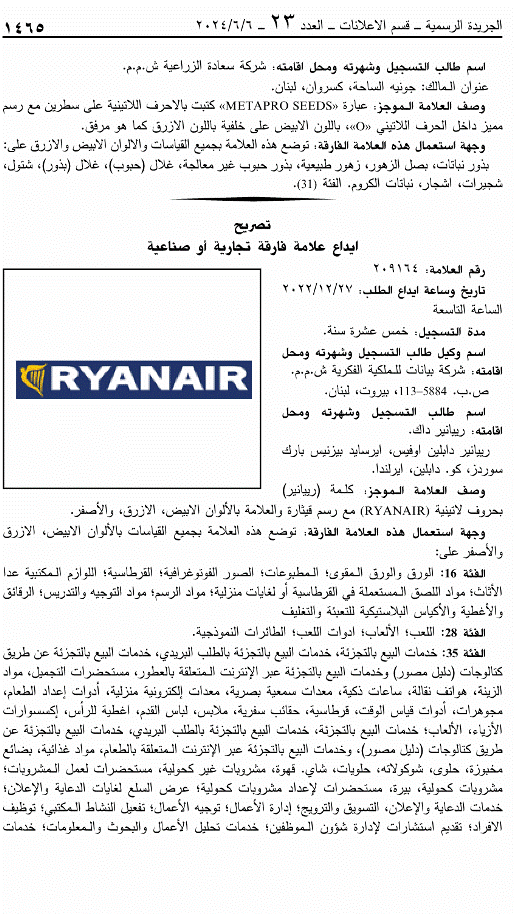 الجريدة الرسمية ــ قسم الاعلانات ــ العدد ٢٣ ــ ٢٠٢٤/٦/٦
١٤٦٥
اسم طالب التسجيل وشهرته ومحل اقامته: شركة سعادة الزراعية ش.م.م.
عنوان المالك: جونيه الساحة، كسروان، لبنان.
وصف العلامة الموجز: عبارة «METAPRO SEEDS» كتبت بالاحرف اللاتينية على سطرين مع رسم
مميز داخل الحرف اللاتيني «O»، باللون الابيض على خلفية باللون الازرق كما هو مرفق.
وجهة استعمال هذه العلامة الفارقة: توضع هذه العلامة بجميع القياسات والالوان الابيض والازرق على:
بذور نباتات، بصل الزهور، زهور طبيعية، بذور حبوب غير معالجة، غلال (حبوب)، غلال (بذور)، شتول،
شجيرات، اشجار، نباتات الكروم. الفئة (31).
تصريح
ايداع علامة فارقة تجارية أو صناعية
رقم العلامة: ٢٠٩١٦٤
تاريخ وساعة ايداع الطلب: ٢٠٢٢/١٢/٢٧
الساعة التاسعة
مدة التسجيل: خمس عشرة سنة.
اسم وكيل طالب التسجيل وشهرته ومحل
اقامته: شركة بيانات للملكية الفكرية ش.م.م.
ص.ب. 5884–113، بيروت، لبنان.
اسم طالب التسجيل وشهرته ومحل
اقامته: ريبانير داك.
ريبانير دابلين اوفيس، ايرسايد بيزنيس بارك
سوردز، كو. دابلين، ايرلندا.
وصف العلامة الموجز: كلمة (ريبانير)
RYANAIR
بحروف لاتينية (RYANAIR) مع رسم قيثارة والعلامة بالألوان الابيض، الازرق، والأصفر.
وجهة استعمال هذه العلامة الفارقة: توضع هذه العلامة بجميع القياسات بالألوان الابيض، الازرق
والأصفر على:
الفئة 16: الورق والورق المقوى؛ المطبوعات؛ الصور الفوتوغرافية؛ القرطاسية؛ اللوازم المكتبية عدا
الأثاث؛ مواد اللصق المستعملة في القرطاسية أو لغايات منزلية؛ مواد الرسم؛ مواد التوجيه والتدريس؛ الرقائق
والأغطية والأكياس البلاستيكية للتعبئة والتغليف
الفئة 28: اللعب؛ الألعاب؛ ادوات اللعب؛ الطائرات النموذجية.
الفئة 35: خدمات البيع بالتجزئة، خدمات البيع بالتجزئة بالطلب البريدي، خدمات البيع بالتجزئة عن طريق
كتالوجات (دليل مصور) وخدمات البيع بالتجزئة عبر الإنترنت المتعلقة بالعطور، مستحضرات التجميل، مواد
الزينة، هواتف نقالة، ساعات ذكية، معدات سمعية بصرية، معدات إلكترونية منزلية، أدوات إعداد الطعام،
مجوهرات، أدوات قياس الوقت، قرطاسية، حقائب سفرية، ملابس، لباس القدم، اغطية للرأس، إكسسوارات
الأزياء، الألعاب؛ خدمات البيع بالتجزئة، خدمات البيع بالتجزئة بالطلب البريدي، خدمات البيع بالتجزئة عن
طريق كتالوجات (دليل مصور)، وخدمات البيع بالتجزئة عبر الإنترنت المتعلقة بالطعام، مواد غذائية، بضائع
مخبوزة، حلوى، شوكولاته، حلويات، شاي. قهوة، مشروبات غير كحولية، مستحضرات لعمل المشروبات؛
مشروبات كحولية، بيرة، مستحضرات لإعداد مشروبات كحولية؛ عرض السلع لغايات الدعاية والإعلان؛
خدمات الدعاية والإعلان، التسويق والترويج؛ إدارة الأعمال؛ توجيه الأعمال؛ تفعيل النشاط المكتبي؛ توظيف
الافراد؛ تقديم استشارات لإدارة شؤون الموظفين؛ خدمات تحليل الأعمال والبحوث والمعلومات؛ خدمات